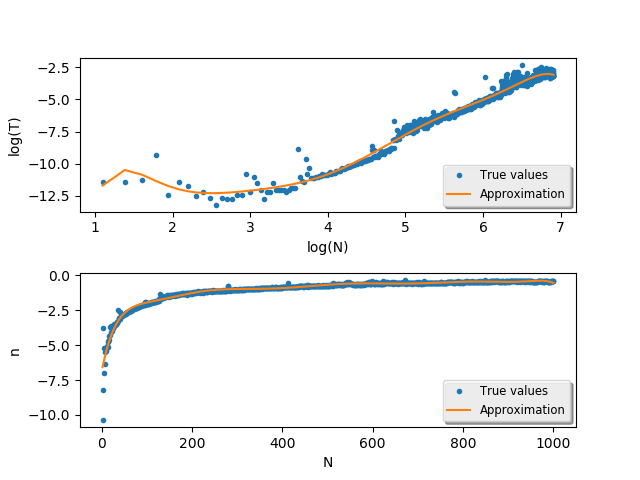 −2.5
−5.0
−7.5
−10.0
−12.5
log(T)
True values
Approximation
1 2 3 4 5 6 7
log(N)
0.0
−2.5
−5.0
−7.5
−10.0
n
True values
Approximation
0 200 400 600 800 1000
N